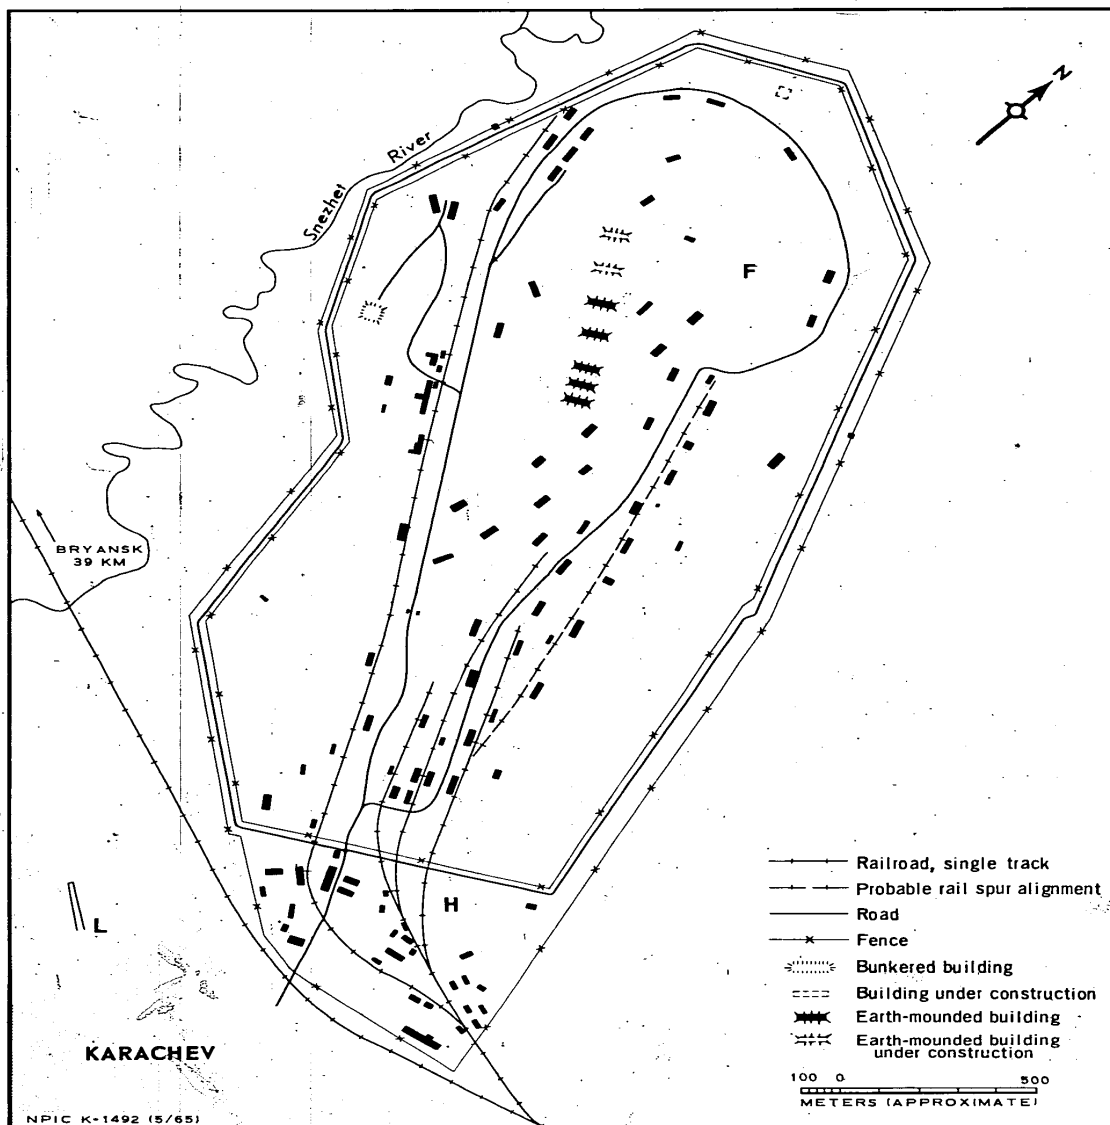 N
Snezhet River
F
BRYANSK
39 KM
H
L
Railroad, single track
Probable rail spur alignment
Road
Fence
Bunkered building
Building under construction
Earth-mounded building
Earth-mounded building
under construction
100 0 500
METERS (APPROXIMATE)
KARACHEV
NPIC K-1492 (5/65)